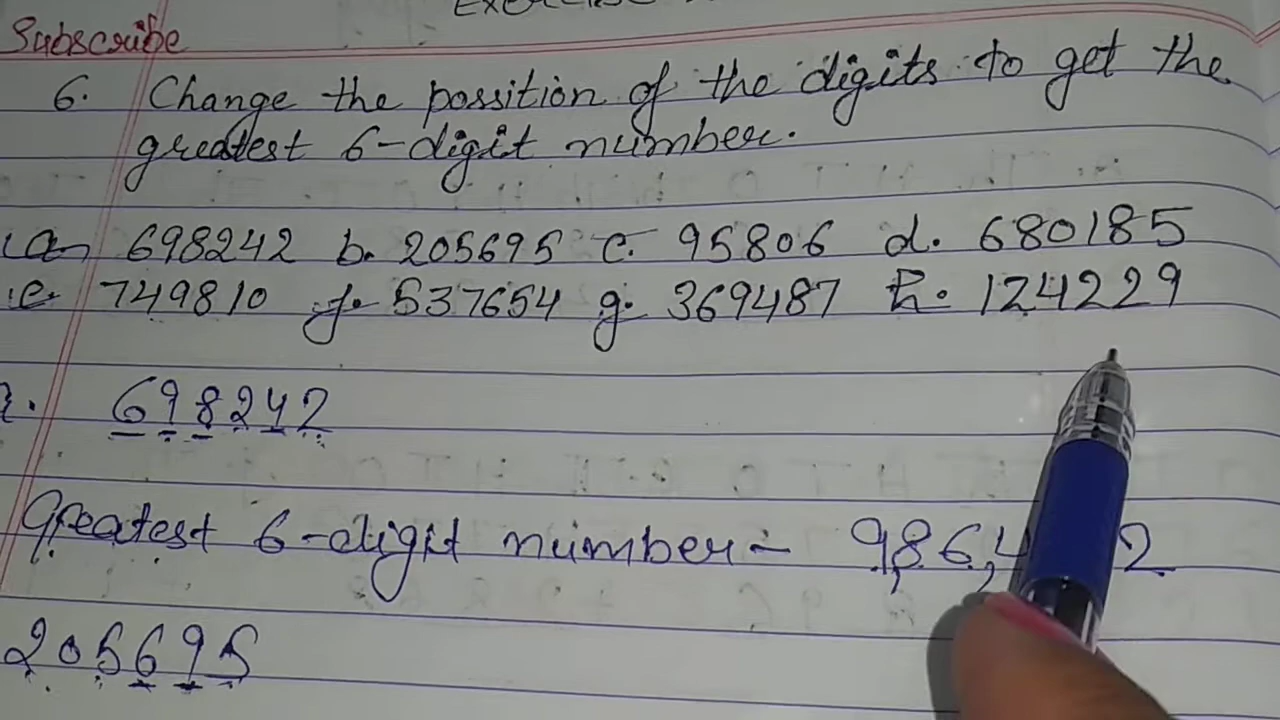 Subscribe
6. Change the possition of the digits to get the
greatest 6-digit number.
a 698242 b. 205695 c. 95806 d. 680185
e. 749810 f. 537654 g. 369487 h. 124229
698242
Greatest 6-digit number - 9,86,4 2
205695